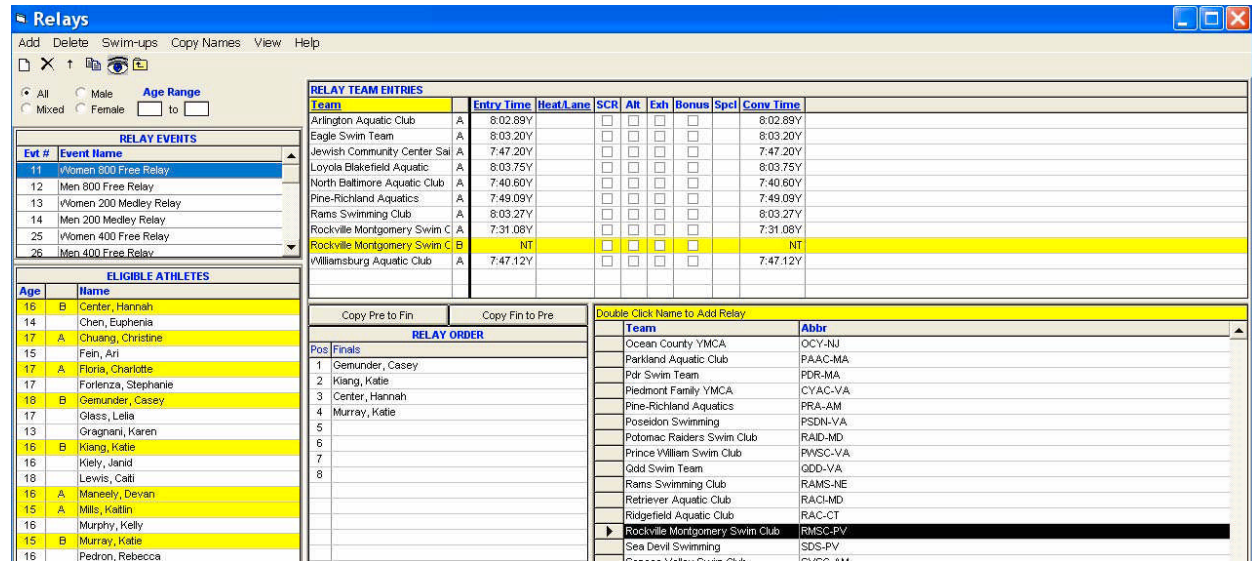 Relays
Add Delete Swim-ups Copy Names View Help
All Male Age Range
Mixed Female to
RELAY EVENTS
Evt # Event Name
11 Women 800 Free Relay
12 Men 800 Free Relay
13 Women 200 Medley Relay
14 Men 200 Medley Relay
25 Women 400 Free Relay
26 Men 400 Free Relay
ELIGIBLE ATHLETES
Age Name
16 B Center, Hannah
14 Chen, Euphenia
17 A Chuang, Christine
15 Fein, Ari
17 A Floria, Charlotte
17 Forlenza, Stephanie
18 B Gemunder, Casey
17 Glass, Lelia
13 Gragnani, Karen
16 B Kiang, Katie
16 Kiely, Janid
18 Lewis, Caiti
16 A Maneely, Devan
15 A Mills, Kaitlin
16 Murphy, Kelly
15 B Murray, Katie
16 Pedron, Rebecca
RELAY TEAM ENTRIES
Team Entry Time Heat/Lane SCR Alt Exh Bonus Spcl Conv Time
Arlington Aquatic Club A 8:02.89Y 8:02.89Y
Eagle Swim Team A 8:03.20Y 8:03.20Y
Jewish Community Center Sai A 7:47.20Y 7:47.20Y
Loyola Blakefield Aquatic A 8:03.75Y 8:03.75Y
North Baltimore Aquatic Club A 7:40.60Y 7:40.60Y
Pine-Richland Aquatics A 7:49.09Y 7:49.09Y
Rams Swimming Club A 8:03.27Y 8:03.27Y
Rockville Montgomery Swim C A 7:31.08Y 7:31.08Y
Rockville Montgomery Swim C B NT NT
Williamsburg Aquatic Club A 7:47.12Y 7:47.12Y
Copy Pre to Fin Copy Fin to Pre
RELAY ORDER
Pos Finals
1 Gemunder, Casey
2 Kiang, Katie
3 Center, Hannah
4 Murray, Katie
5
6
7
8
Double Click Name to Add Relay
Team Abbr
Ocean County YMCA OCY-NJ
Parkland Aquatic Club PAAC-MA
Pdr Swim Team PDR-MA
Piedmont Family YMCA CYAC-VA
Pine-Richland Aquatics PRA-AM
Poseidon Swimming PSDN-VA
Potomac Raiders Swim Club RAID-MD
Prince William Swim Club PWSC-VA
Qdd Swim Team QDD-VA
Rams Swimming Club RAMS-NE
Retriever Aquatic Club RACI-MD
Ridgefield Aquatic Club RAC-CT
Rockville Montgomery Swim Club RMSC-PV
Sea Devil Swimming SDS-PV